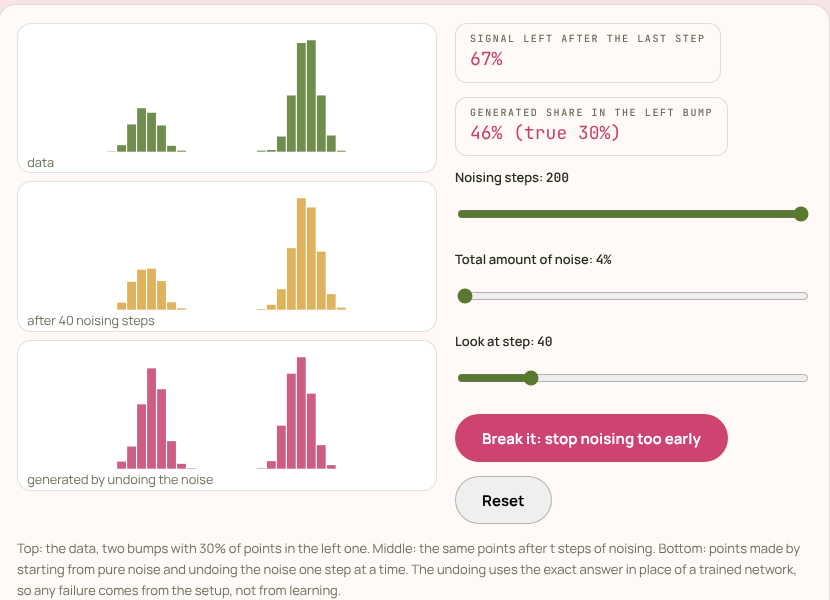 data
after 40 noising steps
generated by undoing the noise
SIGNAL LEFT AFTER THE LAST STEP
67%
GENERATED SHARE IN THE LEFT BUMP
46% (true 30%)
Noising steps: 200
Total amount of noise: 4%
Look at step: 40
Break it: stop noising too early
Reset
Top: the data, two bumps with 30% of points in the left one. Middle: the same points after t steps of noising. Bottom: points made by
starting from pure noise and undoing the noise one step at a time. The undoing uses the exact answer in place of a trained network,
so any failure comes from the setup, not from learning.